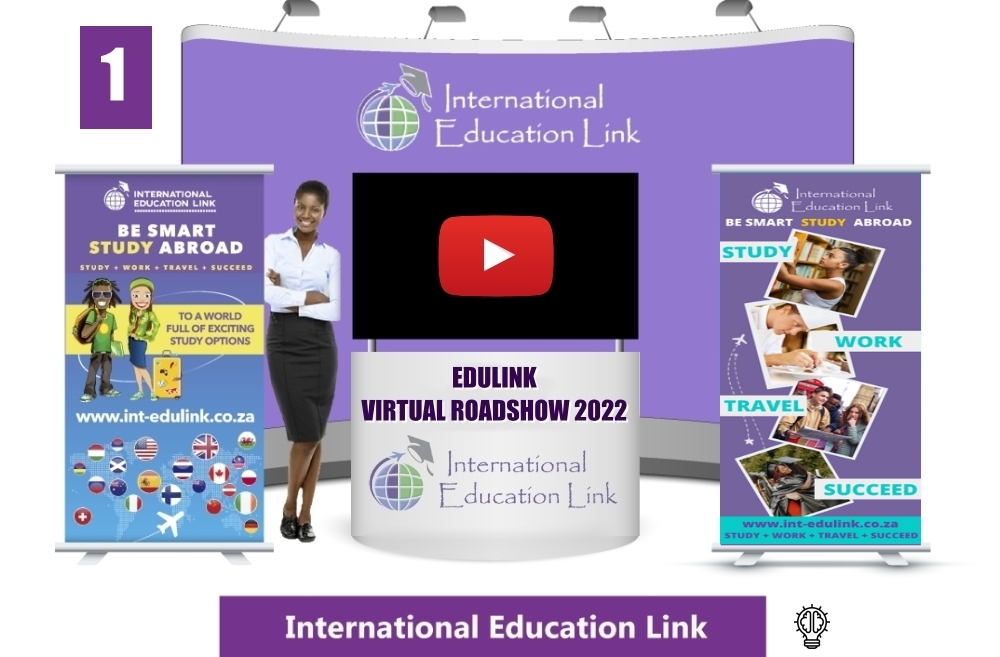 1
International
Education Link
INTERNATIONAL
EDUCATION LINK
BE SMART
STUDY ABROAD
STUDY + WORK + TRAVEL + SUCCEED
TO A WORLD
FULL OF EXCITING
STUDY OPTIONS
www.int-edulink.co.za
EDULINK
VIRTUAL ROADSHOW 2022
International
Education Link
International
Education Link
BE SMART STUDY ABROAD
STUDY
WORK
TRAVEL
SUCCEED
www.int-edulink.co.za
STUDY + WORK + TRAVEL + SUCCEED
International Education Link